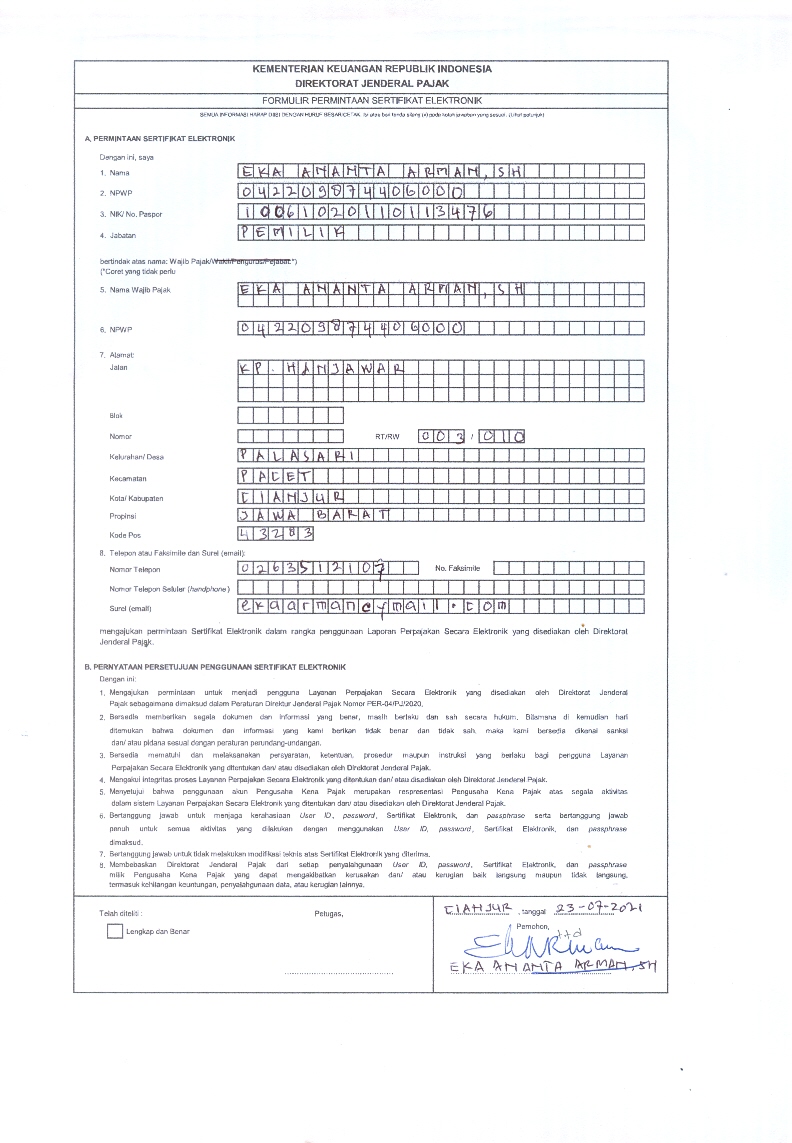 KEMENTERIAN KEUANGAN REPUBLIK INDONESIA
DIREKTORAT JENDERAL PAJAK
FORMULIR PERMINTAAN SERTIFIKAT ELEKTRONIK
SEMUA INFORMASI HARAP DIISI DENGAN HURUF BESAR/CETAK. Isi atau beri tanda silang (x) pada kotak jawaban yang sesuai. (Lihat petunjuk)
A. PERMINTAAN SERTIFIKAT ELEKTRONIK
Dengan ini, saya
1. Nama EKA ANANTA ARMAN, SH
2. NPWP 042209874406000
3. NIK/ No. Paspor 1006102011013476
4. Jabatan PEMILIK
bertindak atas nama: Wajib Pajak/Wakil/Pengurus/Pejabat.*)
(*Coret yang tidak perlu
5. Nama Wajib Pajak EKA ANANTA ARMAN, SH
6. NPWP 042209874406000
7. Alamat:
Jalan KP. HANJAWAR
Blok
Nomor RT/RW 003 / 010
Kelurahan/ Desa PALASARI
Kecamatan PACET
Kota/ Kabupaten CIANJUR
Propinsi JAWA BARAT
Kode Pos 43283
8. Telepon atau Faksimile dan Surel (email):
Nomor Telepon 0263512107 No. Faksimile
Nomor Telepon Seluler (handphone)
Surel (email)
mengajukan permintaan Sertifikat Elektronik dalam rangka penggunaan Laporan Perpajakan Secara Elektronik yang disediakan oleh Direktorat
Jenderal Pajak.
B. PERNYATAAN PERSETUJUAN PENGGUNAAN SERTIFIKAT ELEKTRONIK
Dengan ini:
1. Mengajukan permintaan untuk menjadi pengguna Layanan Perpajakan Secara Elektronik yang disediakan oleh Direktorat Jenderal
Pajak sebagaimana dimaksud dalam Peraturan Direktur Jenderal Pajak Nomor PER-04/PJ/2020.
2. Bersedia memberikan segala dokumen dan informasi yang benar, masih berlaku dan sah secara hukum. Bilamana di kemudian hari
ditemukan bahwa dokumen dan informasi yang kami berikan tidak benar dan tidak sah, maka kami bersedia dikenai sanksi
dan/ atau pidana sesuai dengan peraturan perundang-undangan.
3. Bersedia mematuhi dan melaksanakan persyaratan, ketentuan, prosedur maupun instruksi yang berlaku bagi pengguna Layanan
Perpajakan Secara Elektronik yang ditentukan dan/ atau disediakan oleh Direktorat Jenderal Pajak.
4. Mengakui integritas proses Layanan Perpajakan Secara Elektronik yang ditentukan dan/ atau disediakan oleh Direktorat Jenderal Pajak.
5. Menyetujui bahwa penggunaan akun Pengusaha Kena Pajak merupakan respresentasi Pengusaha Kena Pajak atas segala aktivitas
dalam sistem Layanan Perpajakan Secara Elektronik yang ditentukan dan/ atau disediakan oleh Direktorat Jenderal Pajak.
6. Bertanggung jawab untuk menjaga kerahasiaan User ID, password, Sertifikat Elektronik, dan passphrase serta bertanggung jawab
penuh untuk semua aktivitas yang dilakukan dengan menggunakan User ID, password, Sertifikat Elektronik, dan passphrase
dimaksud.
7. Bertanggung jawab untuk tidak melakukan modifikasi teknis atas Sertifikat Elektronik yang diterima.
8. Membebaskan Direktorat Jenderal Pajak dari setiap penyalahgunaan User ID, password, Sertifikat Elektronik, dan passphrase
milik Pengusaha Kena Pajak yang dapat mengakibatkan kerusakan dan/ atau kerugian baik langsung maupun tidak langsung,
termasuk kehilangan keuntungan, penyalahgunaan data, atau kerugian lainnya.
Telah diteliti : Petugas, CIANJUR , tanggal 23-07-2021
Lengkap dan Benar Pemohon,
ttd
EKA ANANTA ARMAN, SH